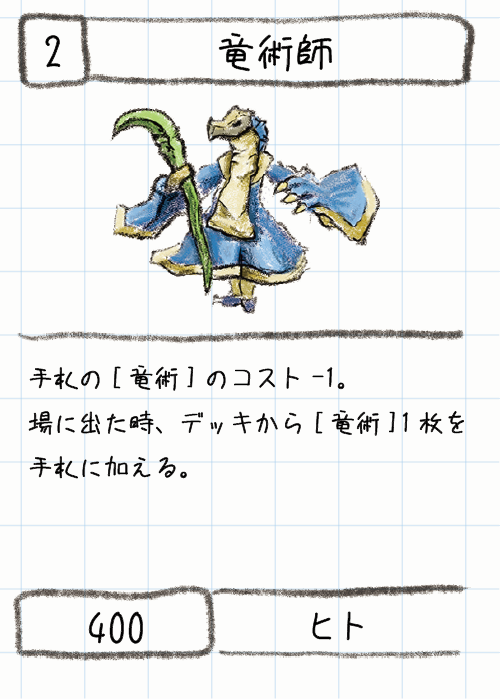 2
竜術師
手札の[竜術]のコスト-1。
場に出た時、デッキから[竜術]1枚を
手札に加える。
400
ヒト